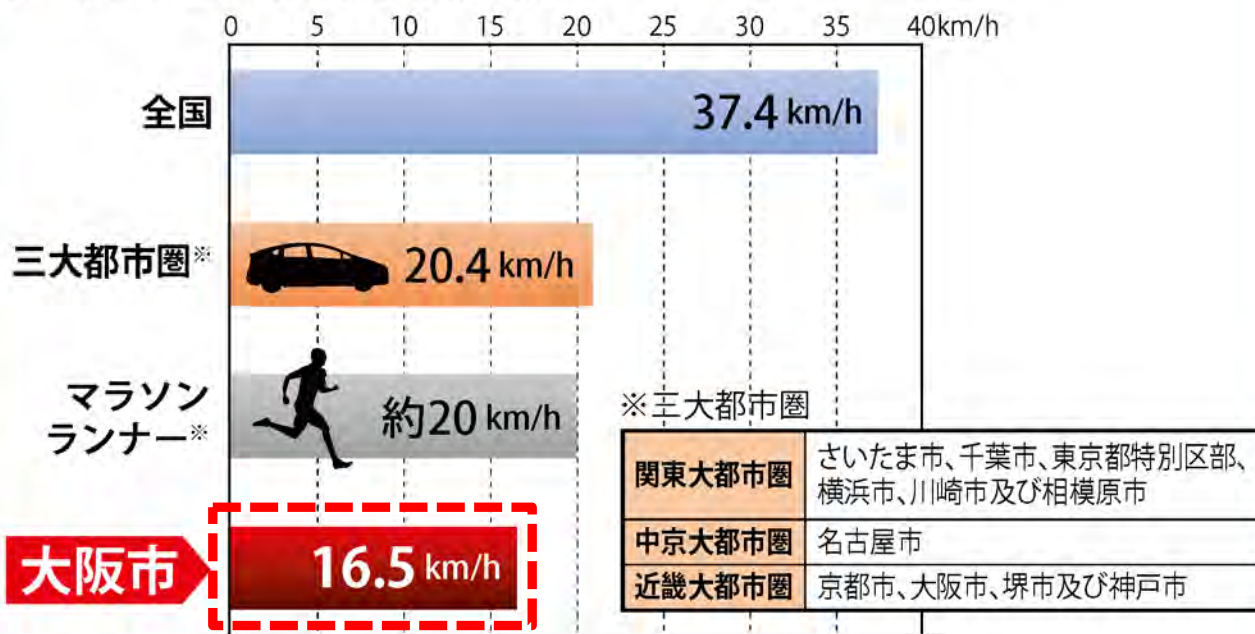 0 5 10 15 20 25 30 35 40km/h
全国
37.4 km/h
三大都市圏※
20.4 km/h
マラソン
ランナー※
約20 km/h
大阪市
16.5 km/h
※三大都市圏
関東大都市圏
さいたま市、千葉市、東京都特別区部、
横浜市、川崎市及び相模原市
中京大都市圏
名古屋市
近畿大都市圏
京都市、大阪市、堺市及び神戸市